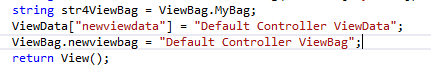 string str4ViewBag = ViewBag.MyBag;
ViewData["newviewdata"] = "Default Controller ViewData";
ViewBag.newviewbag = "Default Controller ViewBag";
return View();